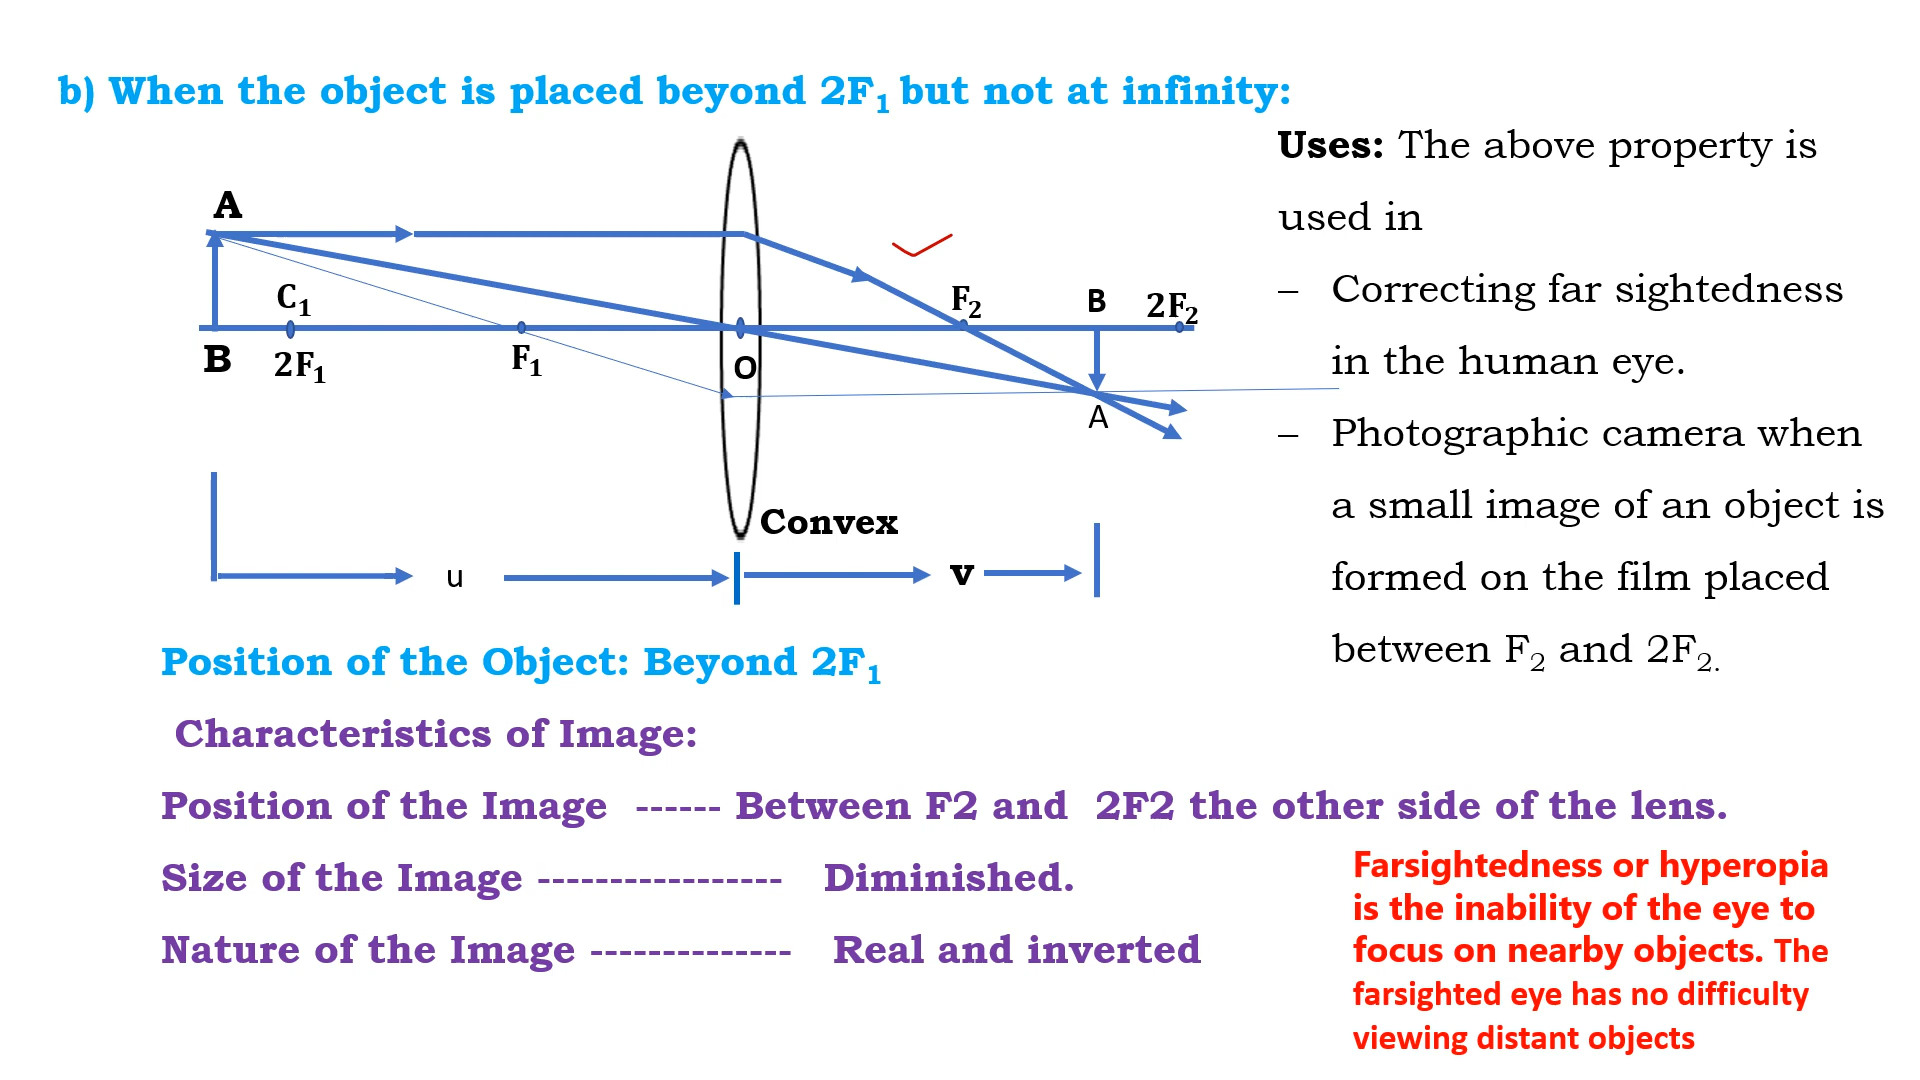 b) When the object is placed beyond 2F₁ but not at infinity:
Uses: The above property is
used in
– Correcting far sightedness
in the human eye.
– Photographic camera when
a small image of an object is
formed on the film placed
between F₂ and 2F₂.
A
C₁
F₂
B
2F₂
B
2F₁
F₁
O
A
Convex
u
v
Position of the Object: Beyond 2F₁
Characteristics of Image:
Position of the Image ------ Between F2 and 2F2 the other side of the lens.
Size of the Image ----------------- Diminished.
Nature of the Image -------------- Real and inverted
Farsightedness or hyperopia
is the inability of the eye to
focus on nearby objects. The
farsighted eye has no difficulty
viewing distant objects